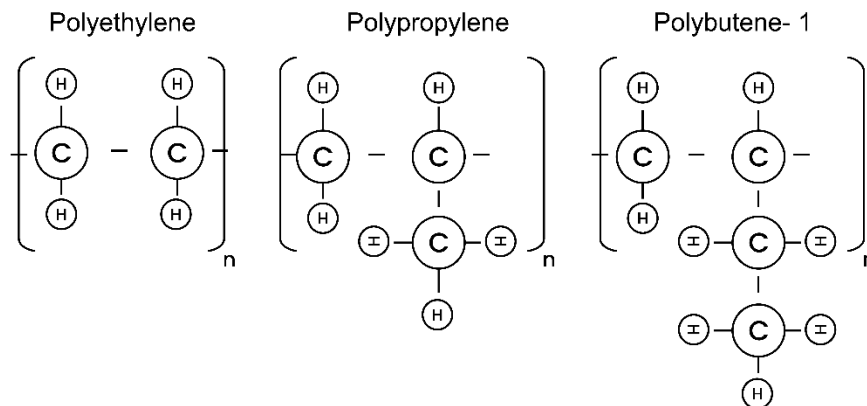 Polyethylene Polypropylene Polybutene- 1
H H H H H H
C – C – C – C – C – C –
H H H H
H C H H C H
n n n
H H C H
H